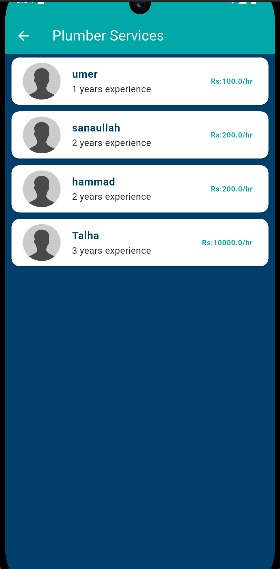 Plumber Services
umer
1 years experience
Rs:100.0/hr
sanaullah
2 years experience
Rs:200.0/hr
hammad
2 years experience
Rs:200.0/hr
Talha
3 years experience
Rs:10000.0/hr